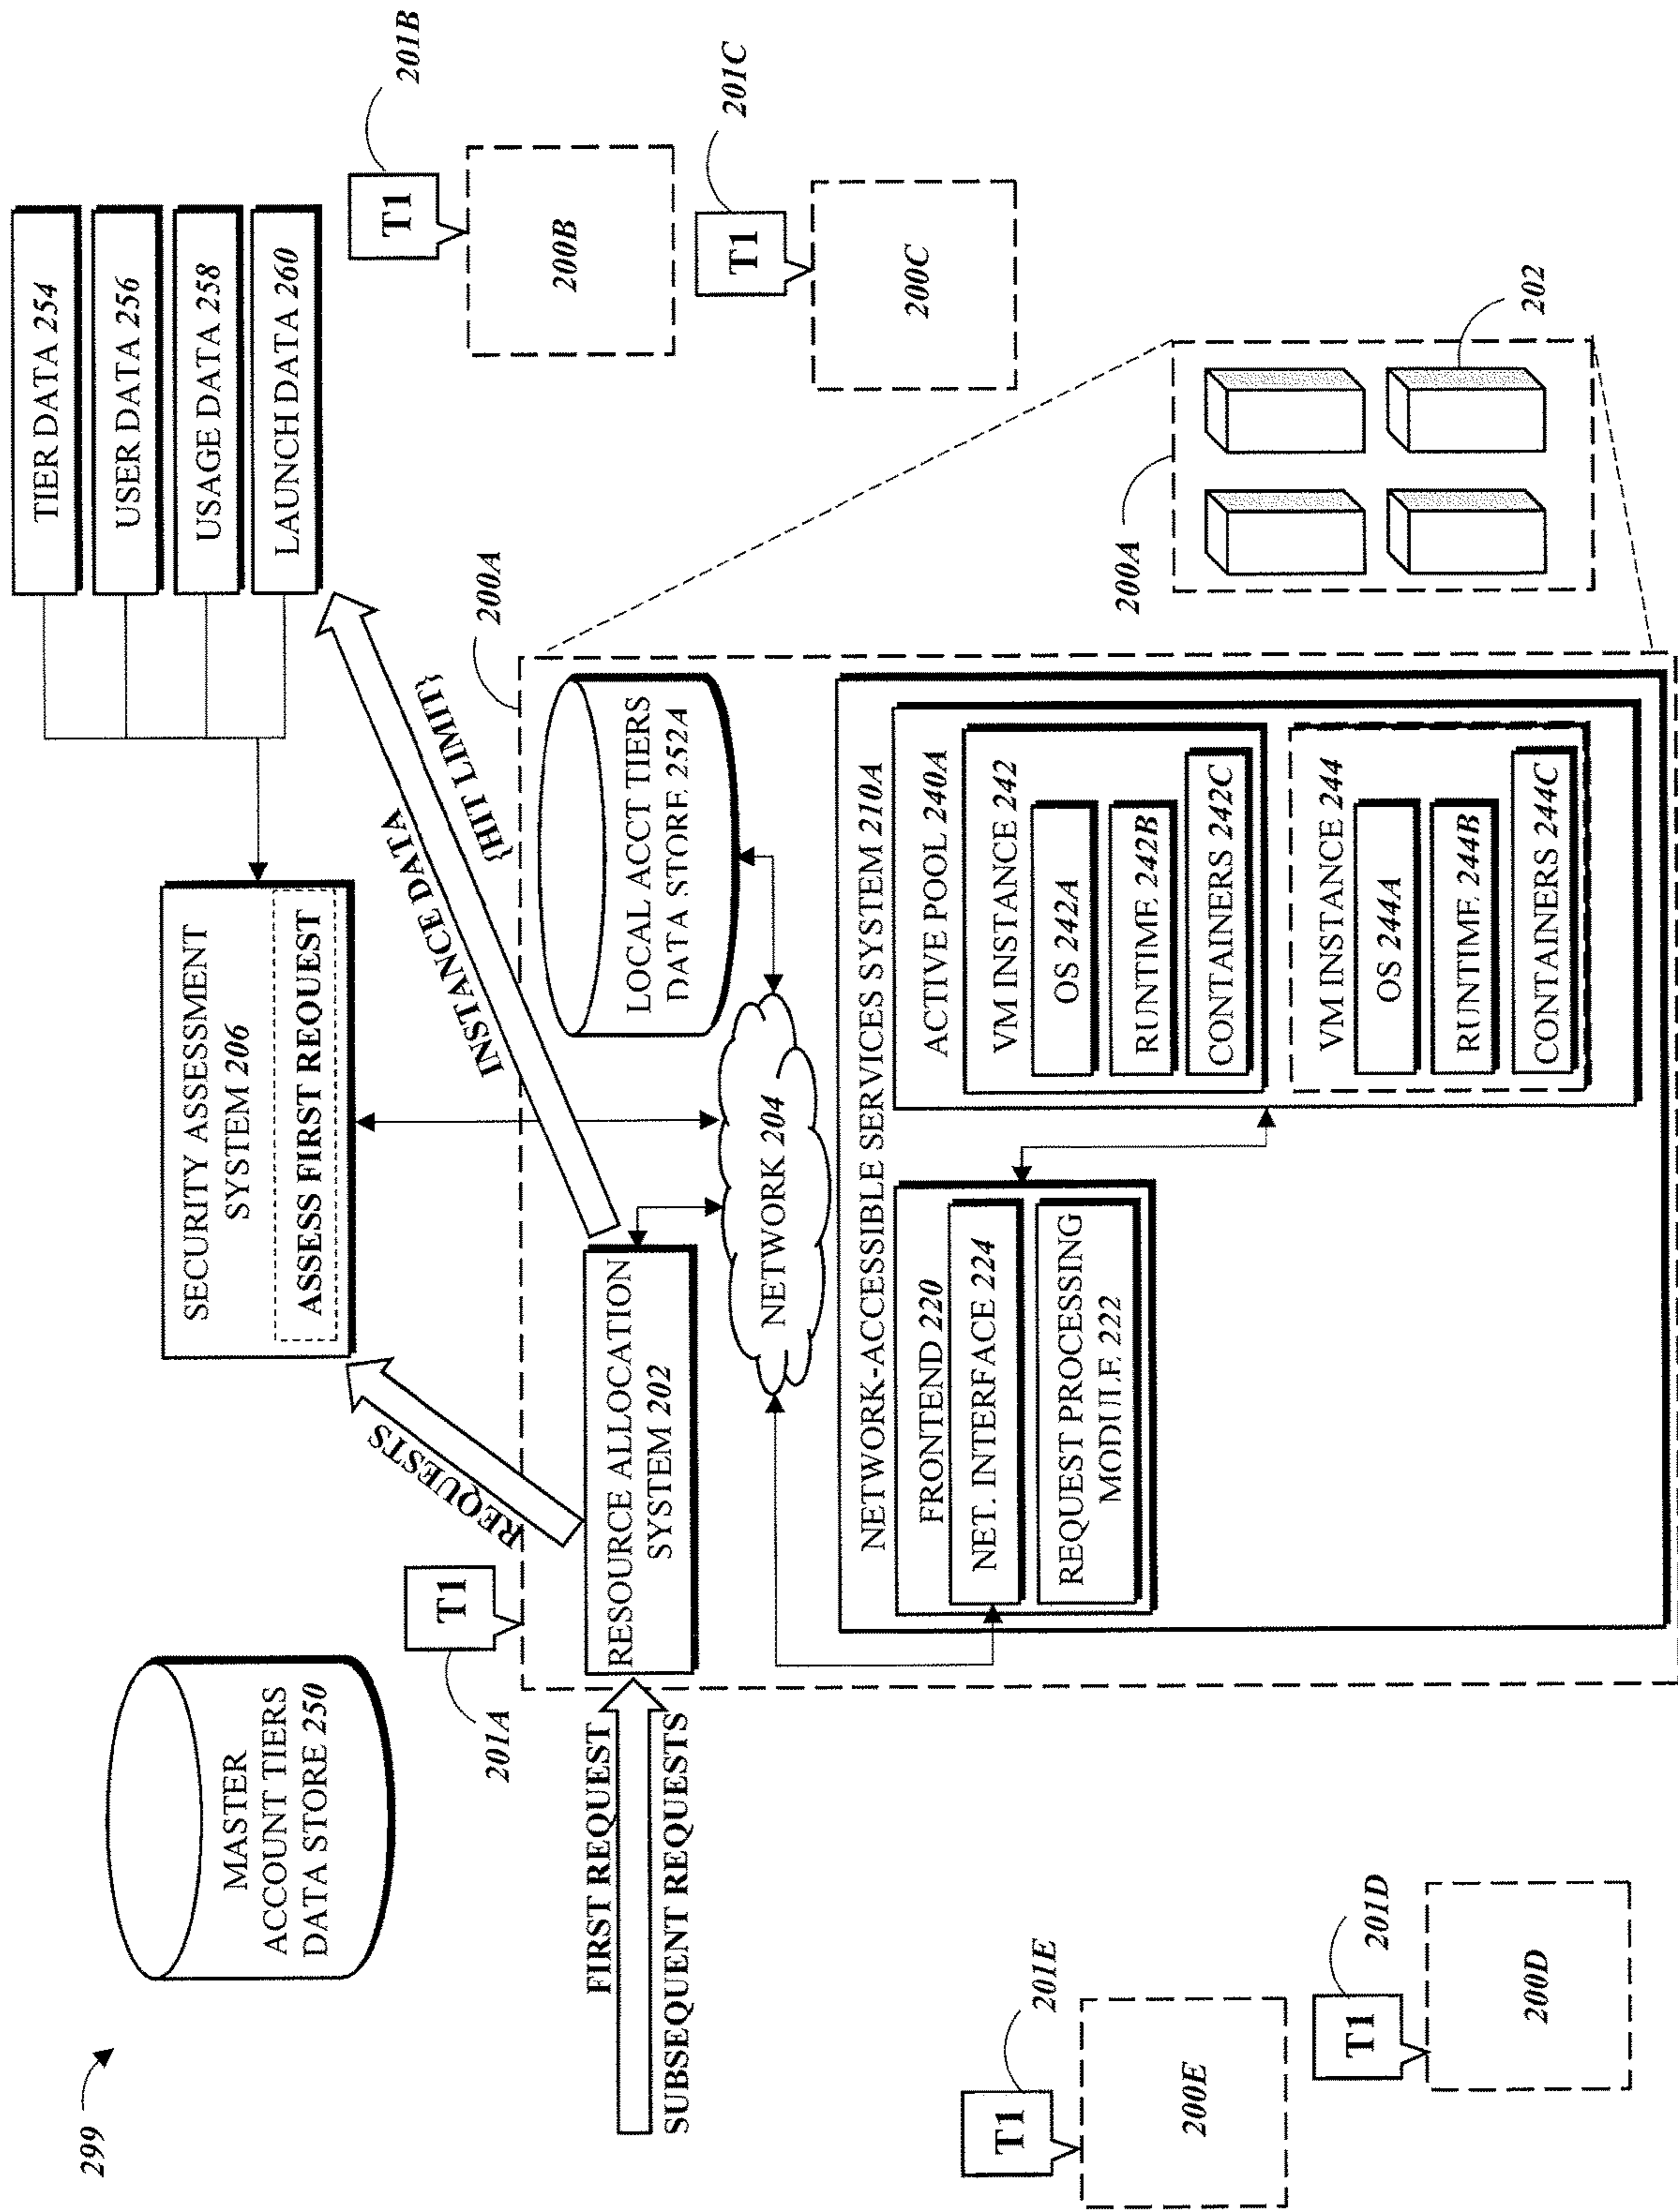 299
MASTER
ACCOUNT TIERS
DATA STORE 250
SECURITY ASSESSMENT
SYSTEM 206
ASSESS FIRST REQUEST
TIER DATA 254
USER DATA 256
USAGE DATA 258
LAUNCH DATA 260
T1
201A
REQUESTS
INSTANCE DATA
{HIT LIMIT}
200A
T1
201B
200B
T1
201C
200C
FIRST REQUEST
SUBSEQUENT REQUESTS
RESOURCE ALLOCATION
SYSTEM 202
NETWORK 204
LOCAL ACCT TIERS
DATA STORE 252A
NETWORK-ACCESSIBLE SERVICES SYSTEM 210A
FRONTEND 220
NET. INTERFACE 224
REQUEST PROCESSING
MODULE 222
ACTIVE POOL 240A
VM INSTANCE 242
OS 242A
RUNTIME 242B
CONTAINERS 242C
VM INSTANCE 244
OS 244A
RUNTIME 244B
CONTAINERS 244C
200A
202
T1
201E
200E
T1
201D
200D